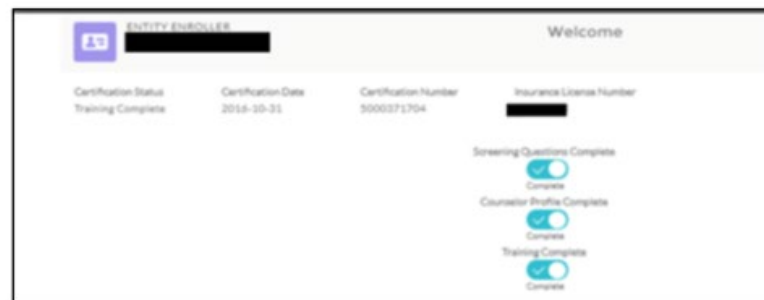 ENTITY ENROLLER
Welcome
Certification Status Certification Date Certification Number Insurance License Number
Training Complete 2016-10-31 5000371704
Screening Questions Complete
Complete
Counselor Profile Complete
Complete
Training Complete
Complete